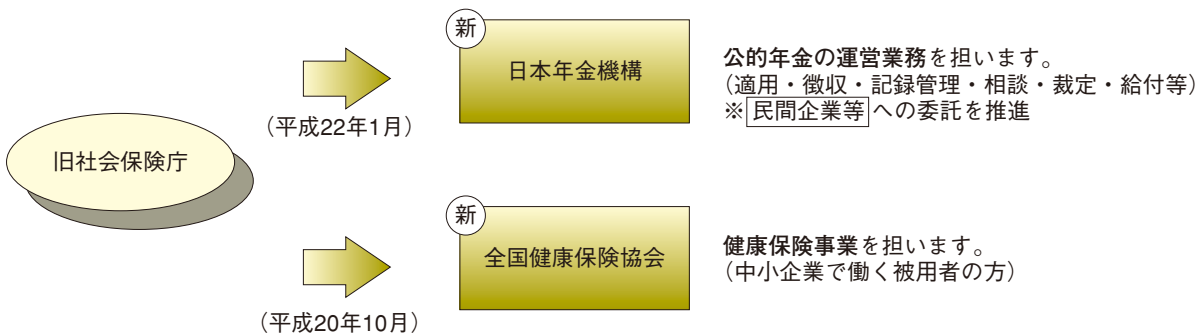 新
日本年金機構
公的年金の運営業務を担います。
（適用・徴収・記録管理・相談・裁定・給付等）
※民間企業等への委託を推進
（平成22年1月）
旧社会保険庁
新
全国健康保険協会
健康保険事業を担います。
（中小企業で働く被用者の方）
（平成20年10月）